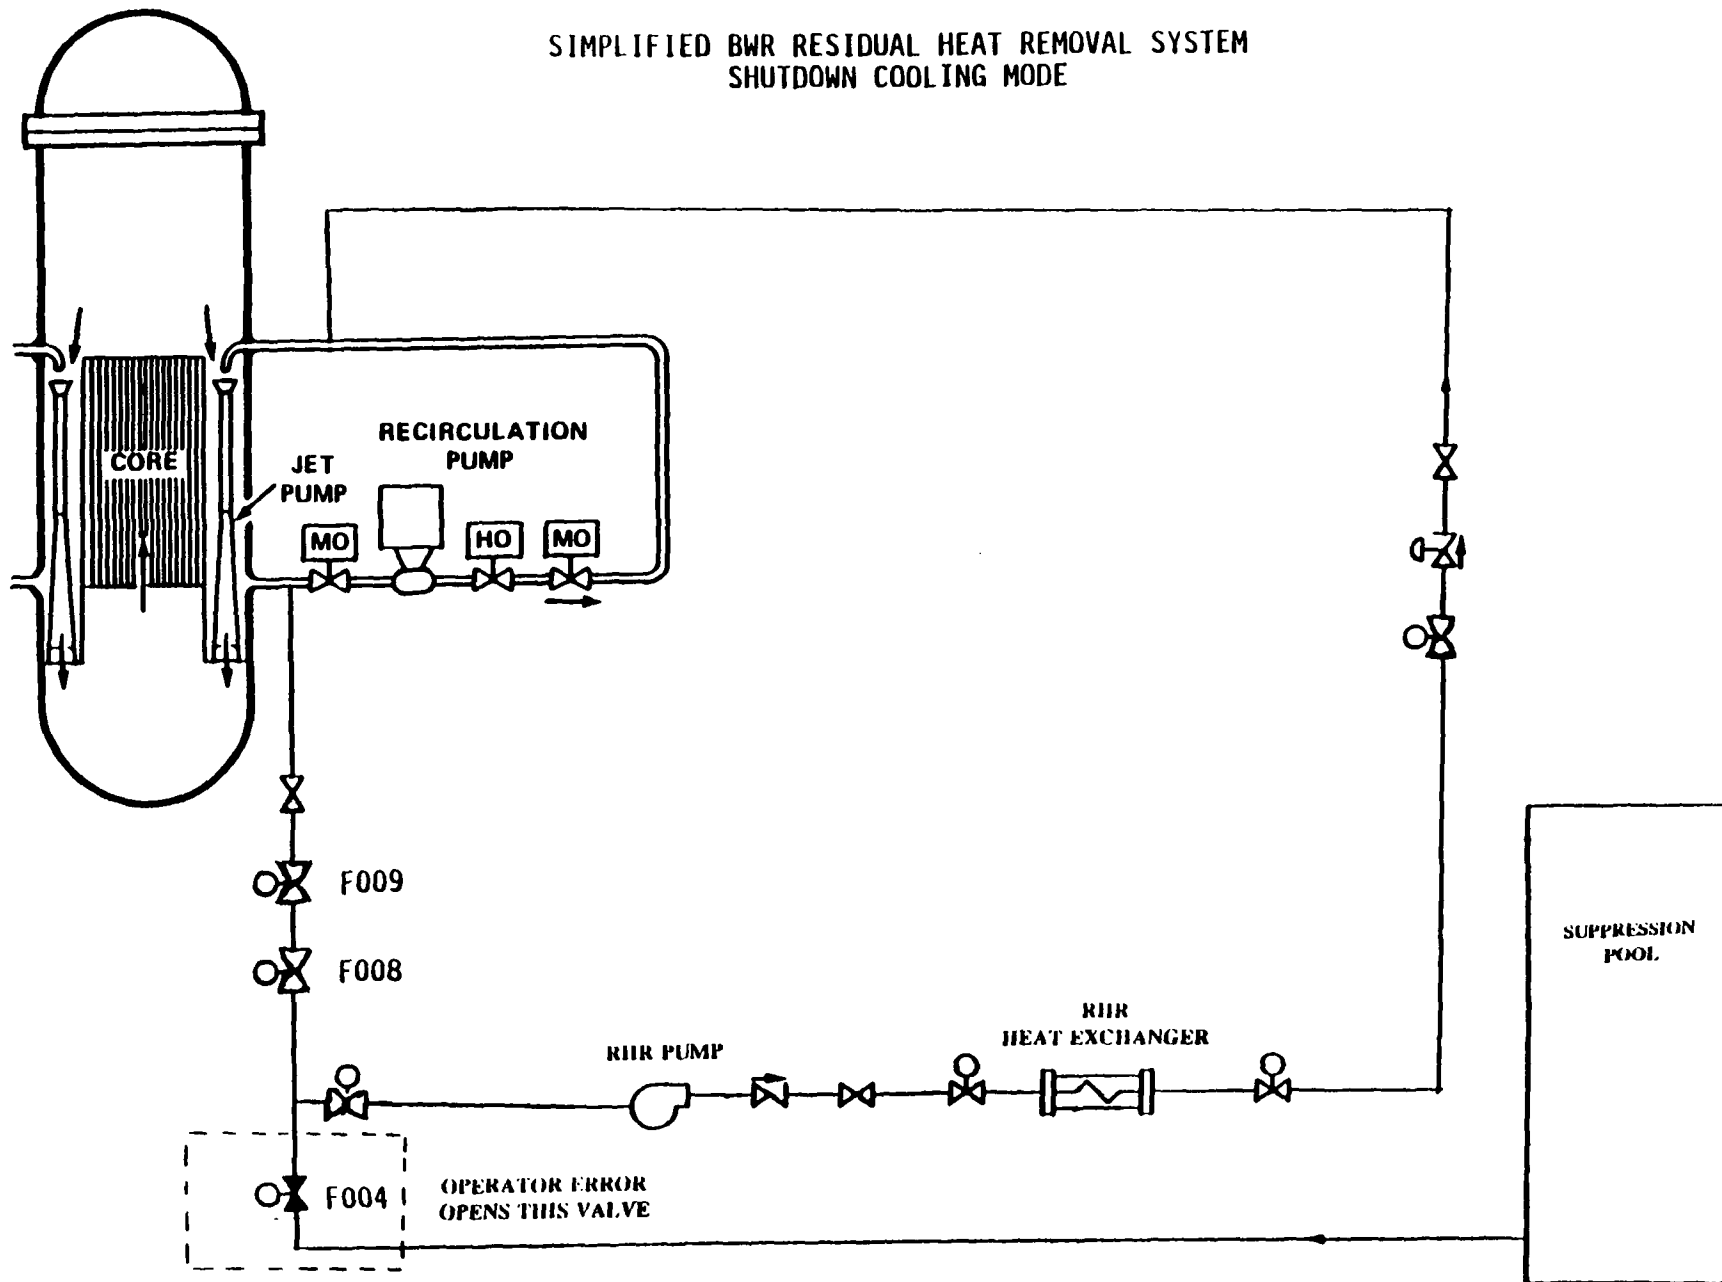 SIMPLIFIED BWR RESIDUAL HEAT REMOVAL SYSTEM
SHUTDOWN COOLING MODE
RECIRCULATION
PUMP
CORE
JET
PUMP
MO
HO
MO
F009
F008
SUPPRESSION
POOL
RHR
HEAT EXCHANGER
RHR PUMP
F004
OPERATOR ERROR
OPENS THIS VALVE